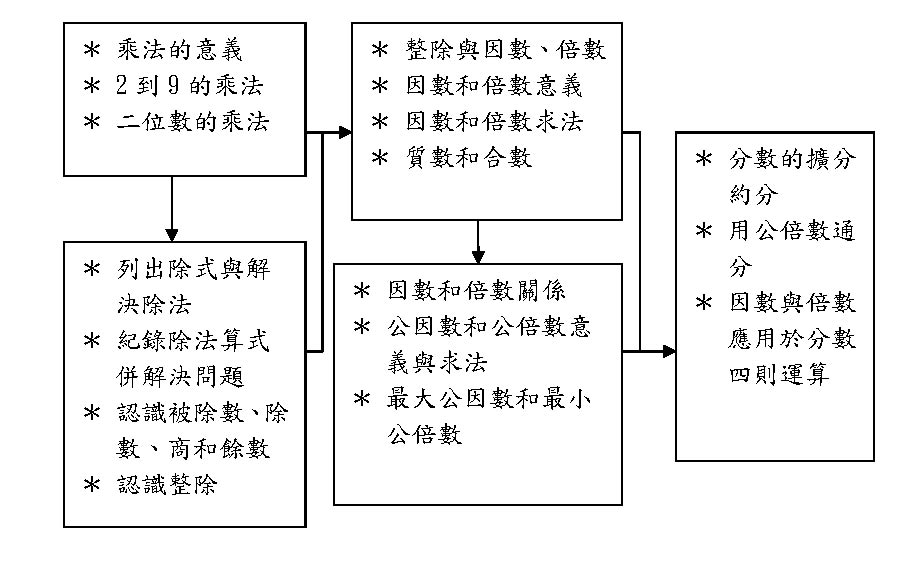 ＊ 乘法的意義
＊ 2 到 9 的乘法
＊ 二位數的乘法
＊ 列出除式與解
決除法
＊ 紀錄除法算式
併解決問題
＊ 認識被除數、除
數、商和餘數
＊ 認識整除
＊ 整除與因數、倍數
＊ 因數和倍數意義
＊ 因數和倍數求法
＊ 質數和合數
＊ 因數和倍數關係
＊ 公因數和公倍數意
義與求法
＊ 最大公因數和最小
公倍數
＊ 分數的擴分
約分
＊ 用公倍數通
分
＊ 因數與倍數
應用於分數
四則運算